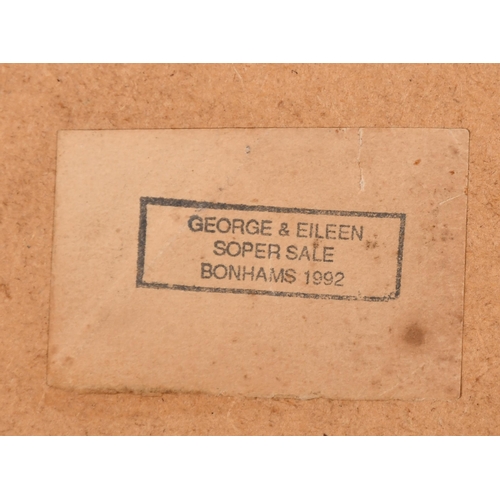 GEORGE & EILEEN
SOPER SALE
BONHAMS 1992